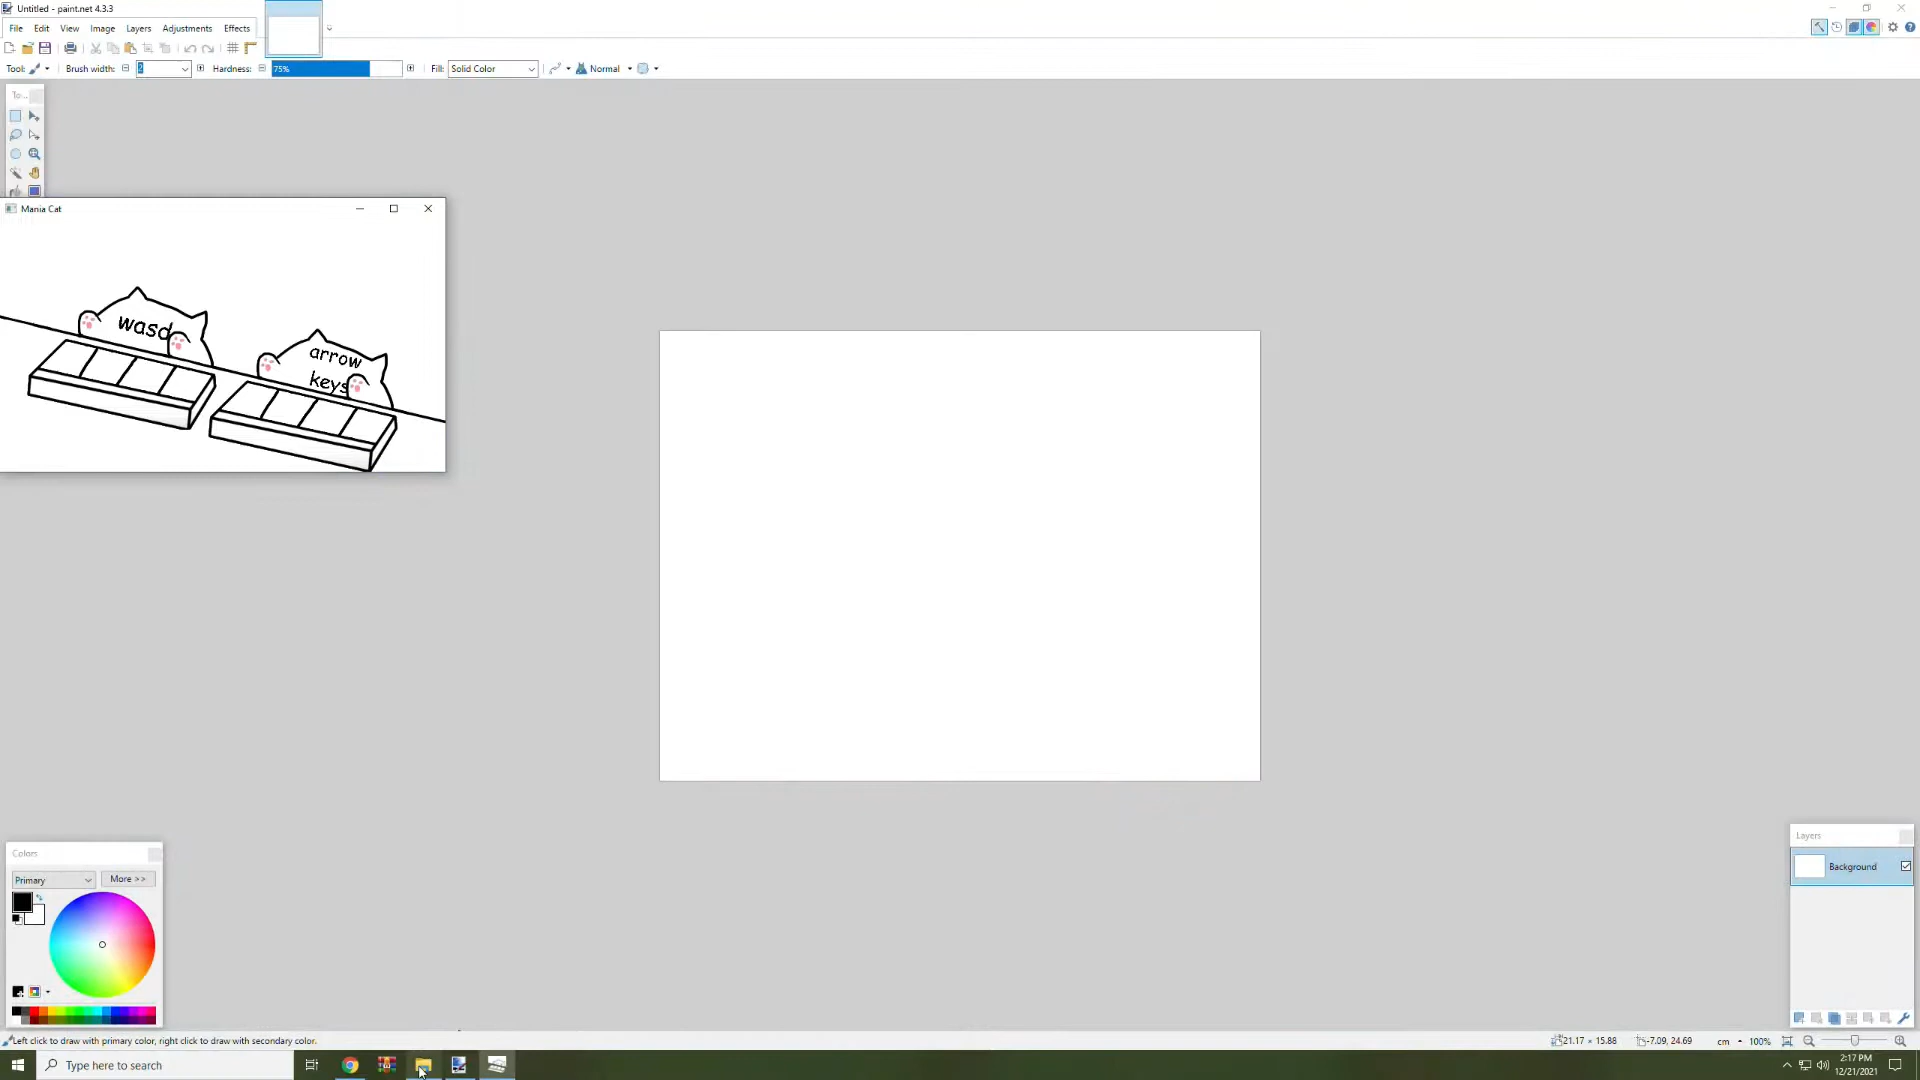 Untitled - paint.net 4.3.3
File Edit View Image Layers Adjustments Effects
Tool: Brush width: 2 Hardness: 75% Fill: Solid Color Normal
To...
Mania Cat
wasd
arrow
keys
Colors
Primary More >>
Layers
Background
Left click to draw with primary color, right click to draw with secondary color.
21.17 × 15.88 -7.09, 24.69 cm 100%
Type here to search
2:17 PM
12/21/2021